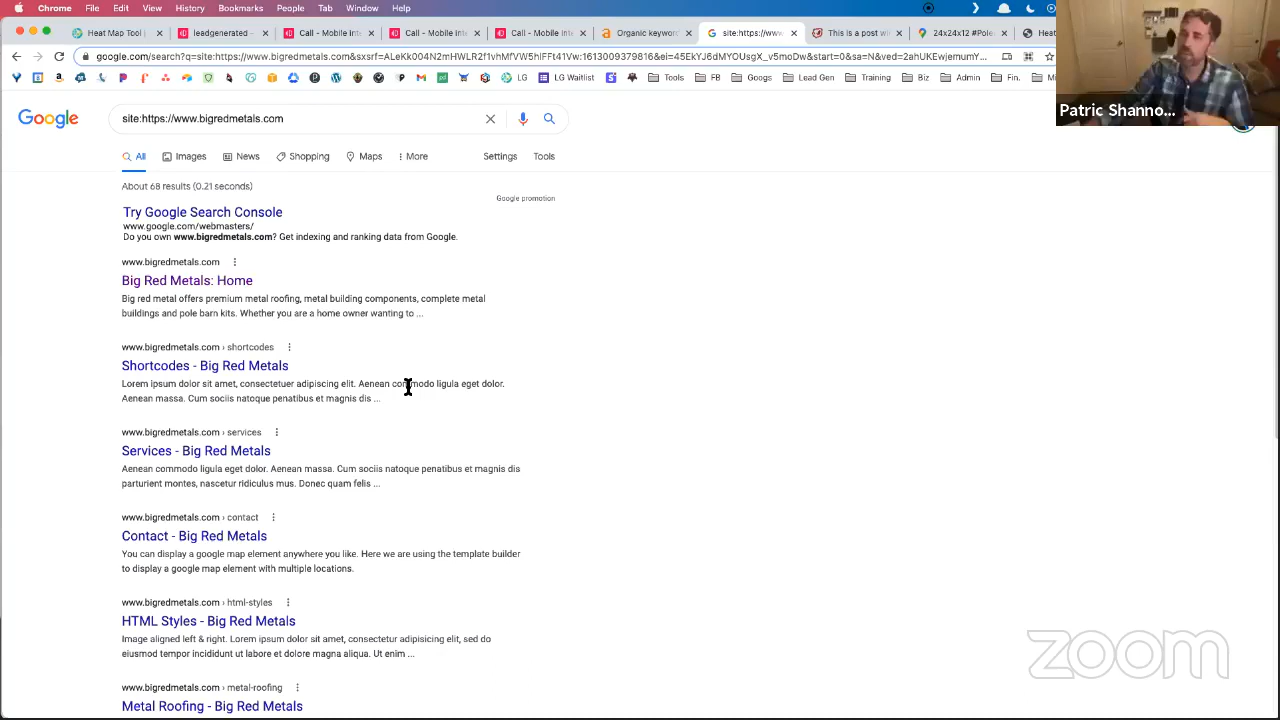 Chrome File Edit View History Bookmarks People Tab Window Help
Heat Map Tool
leadgenerated
Call - Mobile Int
Call - Mobile Int
Call - Mobile Int
Organic keywor
site:https://ww
This is a post w
24x24x12 #Pole
Heat
google.com/search?q=site:https://www.bigredmetals.com
LG LG Waitlist FB Googs Lead Gen Training Biz Admin Fin.
Patric Shanno...
Google
site:https://www.bigredmetals.com
All Images News Shopping Maps More Settings Tools
About 68 results (0.21 seconds)
Google promotion
Try Google Search Console
www.google.com/webmasters/
Do you own www.bigredmetals.com? Get indexing and ranking data from Google.
www.bigredmetals.com
Big Red Metals: Home
Big red metal offers premium metal roofing, metal building components, complete metal
buildings and pole barn kits. Whether you are a home owner wanting to ...
www.bigredmetals.com › shortcodes
Shortcodes - Big Red Metals
Lorem ipsum dolor sit amet, consectetuer adipiscing elit. Aenean commodo ligula eget dolor.
Aenean massa. Cum sociis natoque penatibus et magnis dis ...
www.bigredmetals.com › services
Services - Big Red Metals
Aenean commodo ligula eget dolor. Aenean massa. Cum sociis natoque penatibus et magnis dis
parturient montes, nascetur ridiculus mus. Donec quam felis ...
www.bigredmetals.com › contact
Contact - Big Red Metals
You can display a google map element anywhere you like. Here we are using the template builder
to display a google map element with multiple locations.
www.bigredmetals.com › html-styles
HTML Styles - Big Red Metals
Image aligned left & right. Lorem ipsum dolor sit amet, consectetur adipisicing elit, sed do
eiusmod tempor incididunt ut labore et dolore magna aliqua. Ut enim ...
www.bigredmetals.com › metal-roofing
Metal Roofing - Big Red Metals
zoom